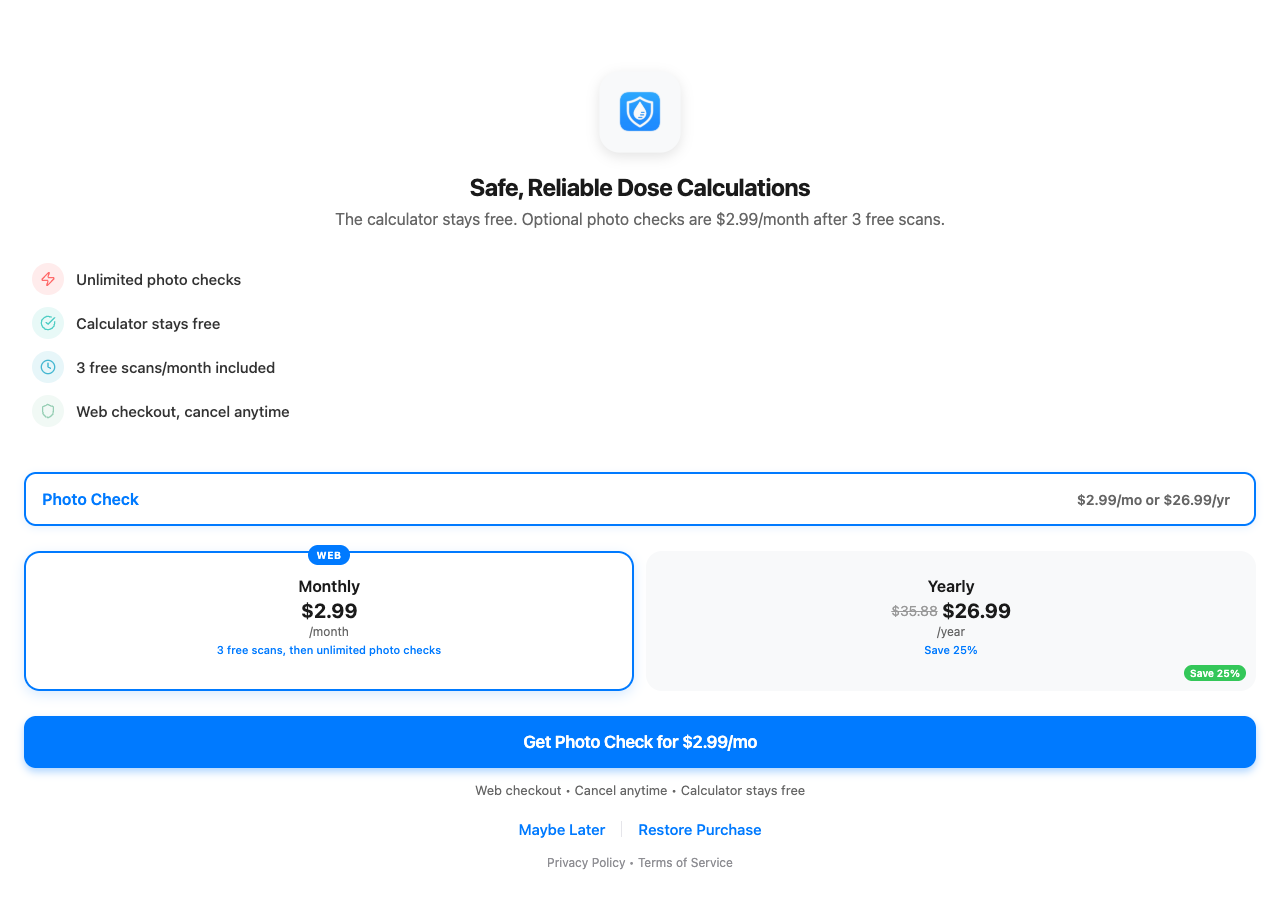 Safe, Reliable Dose Calculations
The calculator stays free. Optional photo checks are $2.99/month after 3 free scans.
Unlimited photo checks
Calculator stays free
3 free scans/month included
Web checkout, cancel anytime
Photo Check
$2.99/mo or $26.99/yr
WEB
Monthly
$2.99
/month
3 free scans, then unlimited photo checks
Yearly
$35.88 $26.99
/year
Save 25%
Save 25%
Get Photo Check for $2.99/mo
Web checkout • Cancel anytime • Calculator stays free
Maybe Later
Restore Purchase
Privacy Policy • Terms of Service